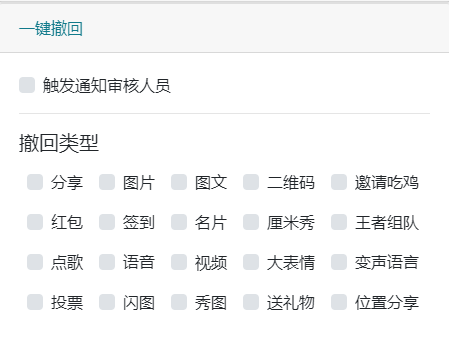 一键撤回
触发通知审核人员
撤回类型
分享 图片 图文 二维码 邀请吃鸡
红包 签到 名片 厘米秀 王者组队
点歌 语音 视频 大表情 变声语言
投票 闪图 秀图 送礼物 位置分享